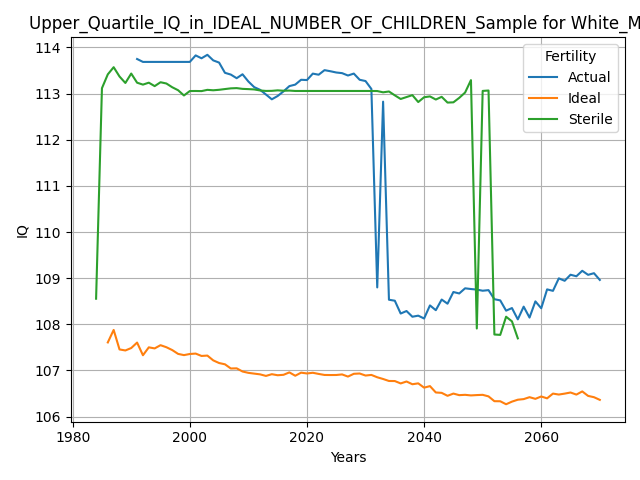 Upper_Quartile_IQ_in_IDEAL_NUMBER_OF_CHILDREN_Sample for White_M
114
113
112
111
110
109
108
107
106
IQ
Fertility
Actual
Ideal
Sterile
1980
2000
2020
2040
2060
Years